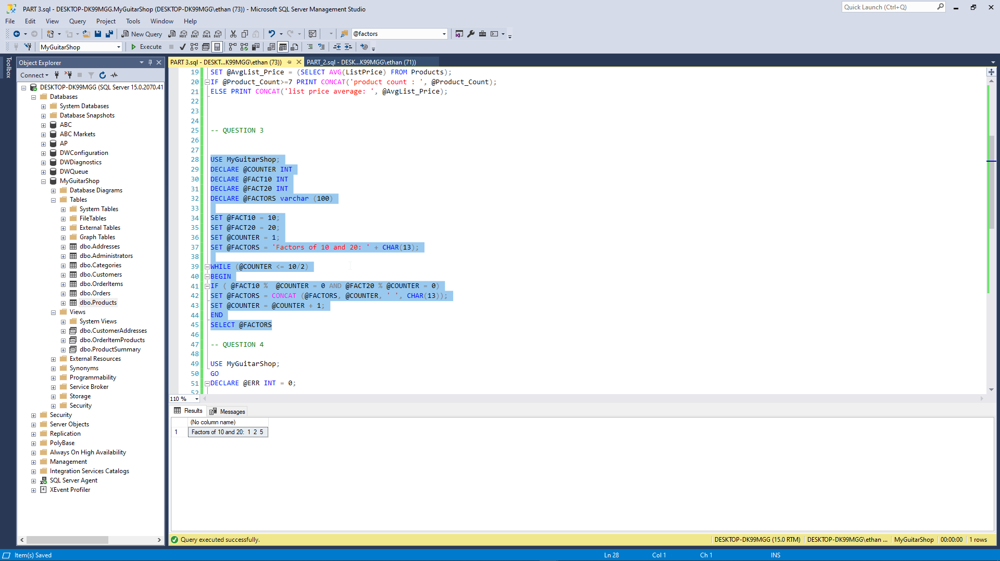 PART 3.sql - DESKTOP-DK99MGG.MyGuitarShop (DESKTOP-DK99MGG\ethan (73)) - Microsoft SQL Server Management Studio
Quick Launch (Ctrl+Q)
File Edit View Query Project Tools Window Help
New Query
MDX DMX XMLA DAX
@factors
MyGuitarShop
Execute
Toolbox
Object Explorer
Connect
DESKTOP-DK99MGG (SQL Server 15.0.2070.41
Databases
System Databases
Database Snapshots
ABC
ABC Markets
AP
DWConfiguration
DWDiagnostics
DWQueue
MyGuitarShop
Database Diagrams
Tables
System Tables
FileTables
External Tables
Graph Tables
dbo.Addresses
dbo.Administrators
dbo.Categories
dbo.Customers
dbo.OrderItems
dbo.Orders
dbo.Products
Views
System Views
dbo.CustomerAddresses
dbo.OrderItemProducts
dbo.ProductSummary
External Resources
Synonyms
Programmability
Service Broker
Storage
Security
Security
Server Objects
Replication
PolyBase
Always On High Availability
Management
Integration Services Catalogs
SQL Server Agent
XEvent Profiler
PART 3.sql - DESKT...K99MGG\ethan (73))
PART_2.sql - DESK...K99MGG\ethan (71))
19 SET @AvgList_Price = (SELECT AVG(ListPrice) FROM Products);
20 IF @Product_Count>=7 PRINT CONCAT('product count : ', @Product_Count);
21 ELSE PRINT CONCAT('list price average: ', @AvgList_Price);
22
23
24
25 -- QUESTION 3
26
27
28 USE MyGuitarShop;
29 DECLARE @COUNTER INT
30 DECLARE @FACT10 INT
31 DECLARE @FACT20 INT
32 DECLARE @FACTORS varchar (100)
33
34 SET @FACT10 = 10;
35 SET @FACT20 = 20;
36 SET @COUNTER = 1;
37 SET @FACTORS = 'Factors of 10 and 20: ' + CHAR(13);
38
39 WHILE (@COUNTER <= 10/2)
40 BEGIN
41 IF ( @FACT10 %  @COUNTER = 0 AND @FACT20 % @COUNTER = 0)
42 SET @FACTORS = CONCAT (@FACTORS, @COUNTER, ' ', CHAR(13));
43 SET @COUNTER = @COUNTER + 1;
44 END
45 SELECT @FACTORS
46
47 -- QUESTION 4
48
49 USE MyGuitarShop;
50 GO
51 DECLARE @ERR INT = 0;
52
110 %
Results Messages
(No column name)
1 Factors of 10 and 20: 1 2 5
Query executed successfully.
DESKTOP-DK99MGG (15.0 RTM) DESKTOP-DK99MGG\ethan ... MyGuitarShop 00:00:00 1 rows
Item(s) Saved
Ln 28 Col 1 Ch 1 INS